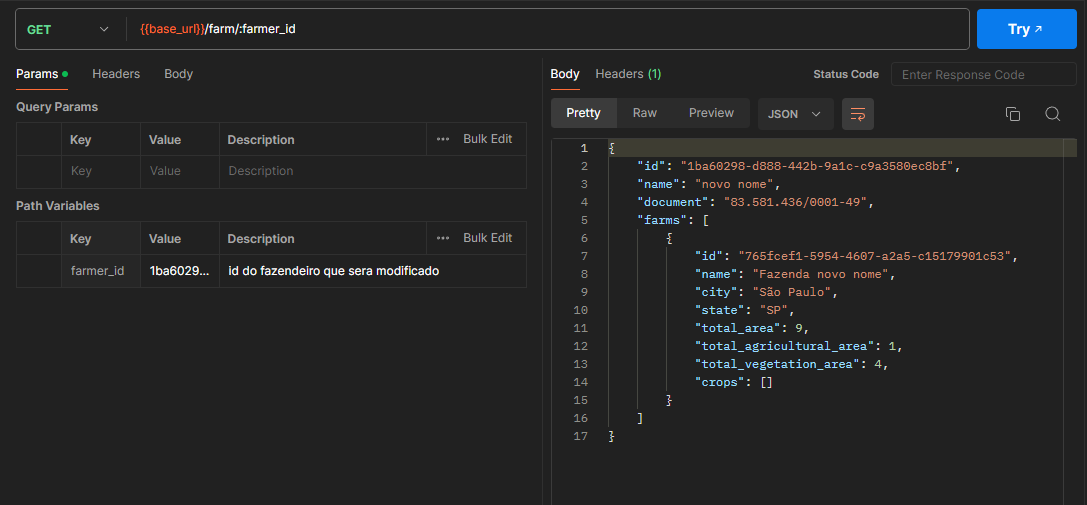 GET {{base_url}}/farm/:farmer_id Try ↗
Params Headers Body
Query Params
Key Value Description ••• Bulk Edit
Key Value Description
Path Variables
Key Value Description ••• Bulk Edit
farmer_id 1ba6029... id do fazendeiro que sera modificado
Body Headers (1) Status Code Enter Response Code
Pretty Raw Preview JSON
1 {
2 "id": "1ba60298-d888-442b-9a1c-c9a3580ec8bf",
3 "name": "novo nome",
4 "document": "83.581.436/0001-49",
5 "farms": [
6 {
7 "id": "765fcef1-5954-4607-a2a5-c15179901c53",
8 "name": "Fazenda novo nome",
9 "city": "São Paulo",
10 "state": "SP",
11 "total_area": 9,
12 "total_agricultural_area": 1,
13 "total_vegetation_area": 4,
14 "crops": []
15 }
16 ]
17 }